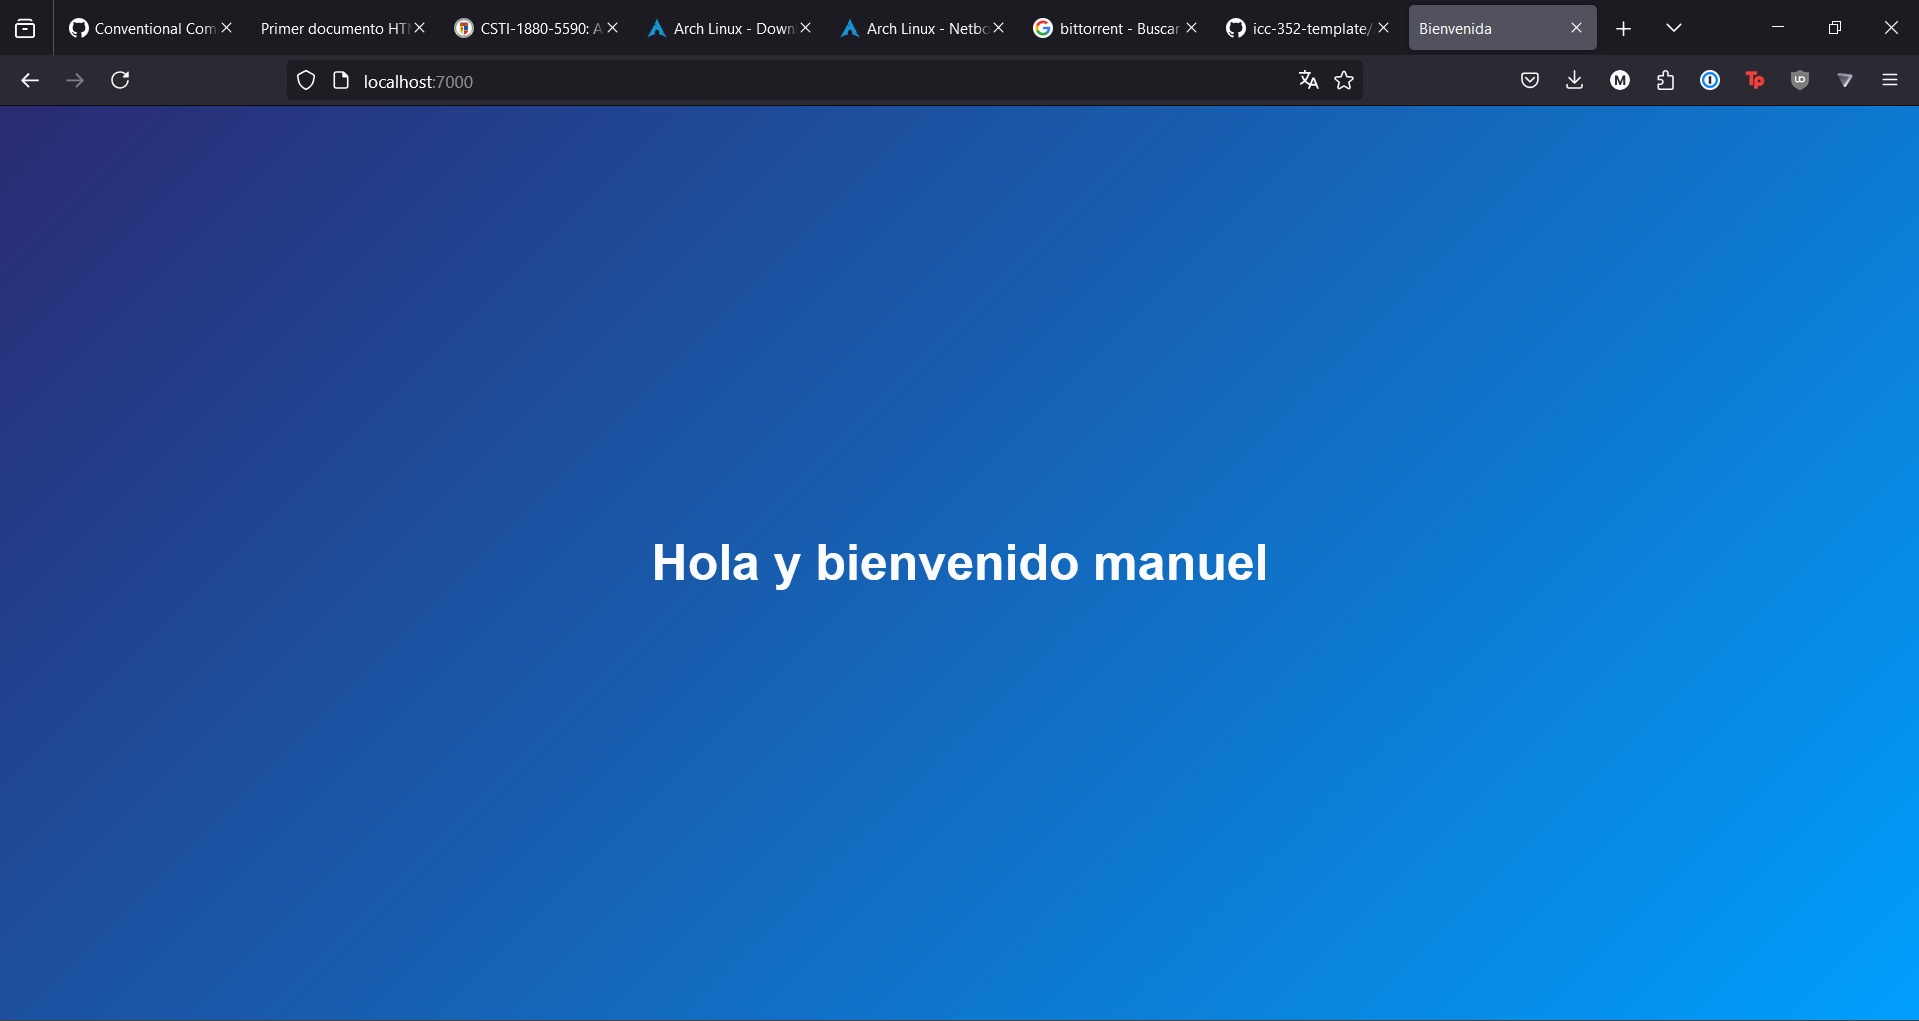 Conventional Com
Primer documento HT
CSTI-1880-5590: A
Arch Linux - Down
Arch Linux - Netbo
bittorrent - Buscar
icc-352-template/
Bienvenida
localhost:7000
M
Tp
Hola y bienvenido manuel